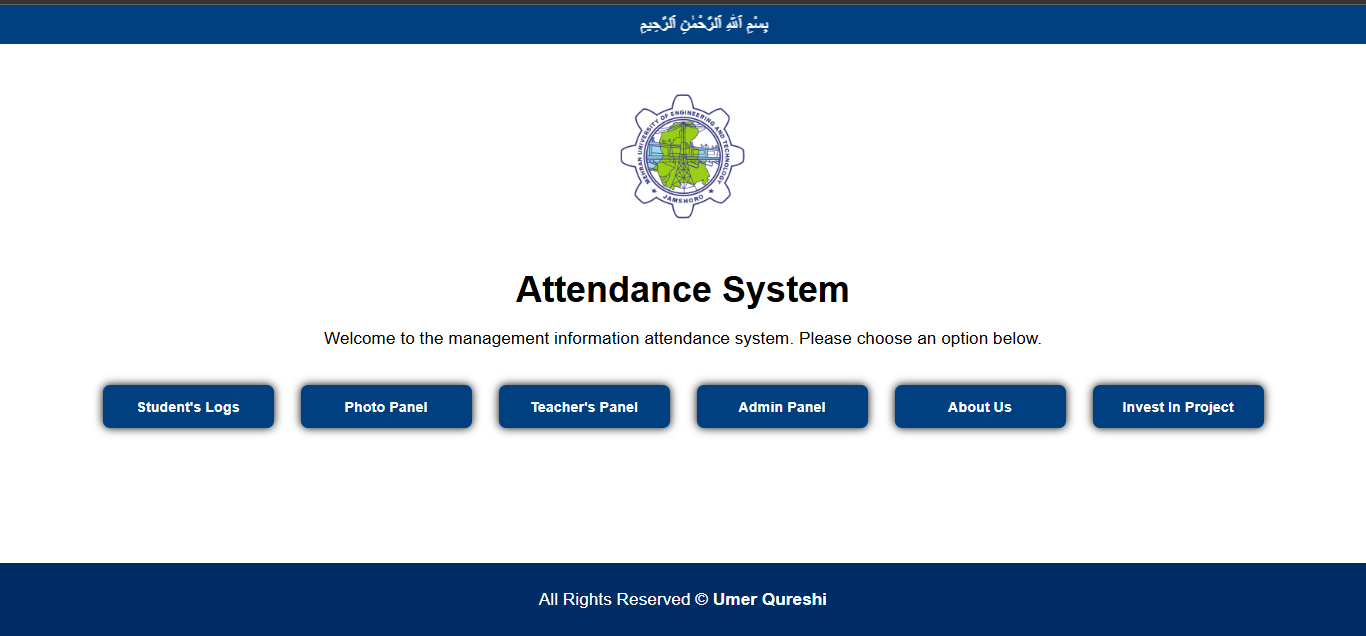 بِسْمِ ٱللَّٰهِ ٱلرَّحْمَٰنِ ٱلرَّحِيمِ
MEHRAN UNIVERSITY OF ENGINEERING AND TECHNOLOGY
JAMSHORO
Attendance System
Welcome to the management information attendance system. Please choose an option below.
Student's Logs
Photo Panel
Teacher's Panel
Admin Panel
About Us
Invest In Project
All Rights Reserved © Umer Qureshi